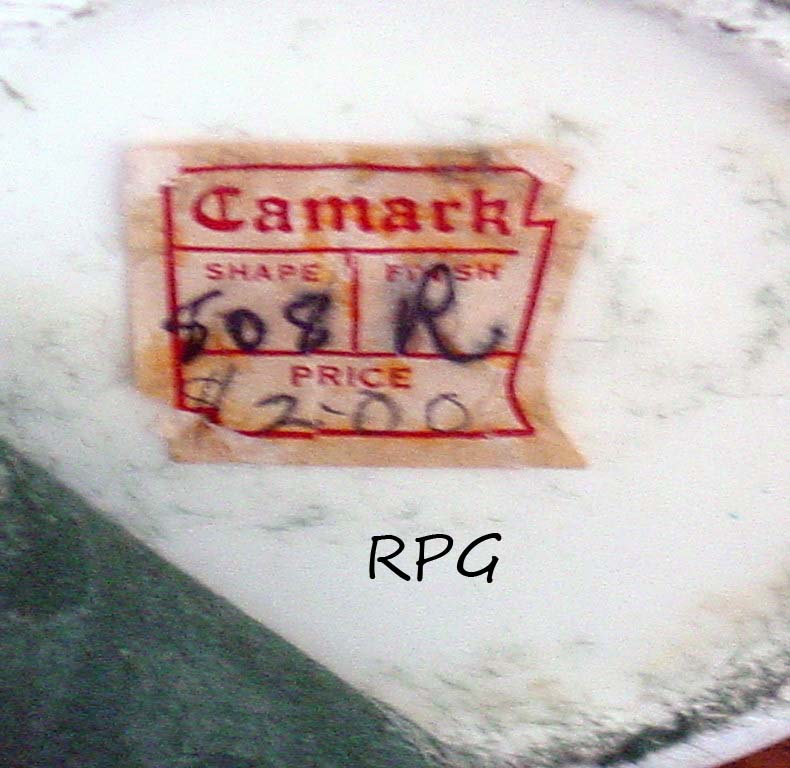 Camark
SHAPE FINISH
508 R
PRICE
$2.00
RPG